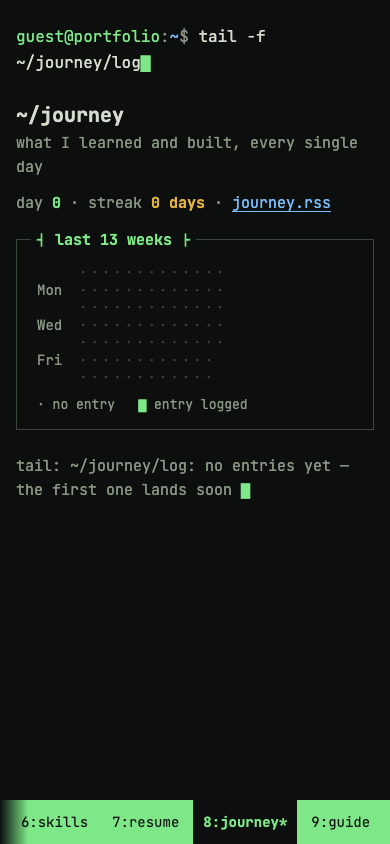 guest@portfolio:~$ tail -f
~/journey/log
~/journey
what I learned and built, every single
day
day 0 · streak 0 days · journey.rss
┤ last 13 weeks ├
Mon
Wed
Fri
· no entry █ entry logged
tail: ~/journey/log: no entries yet —
the first one lands soon
6:skills 7:resume 8:journey* 9:guide